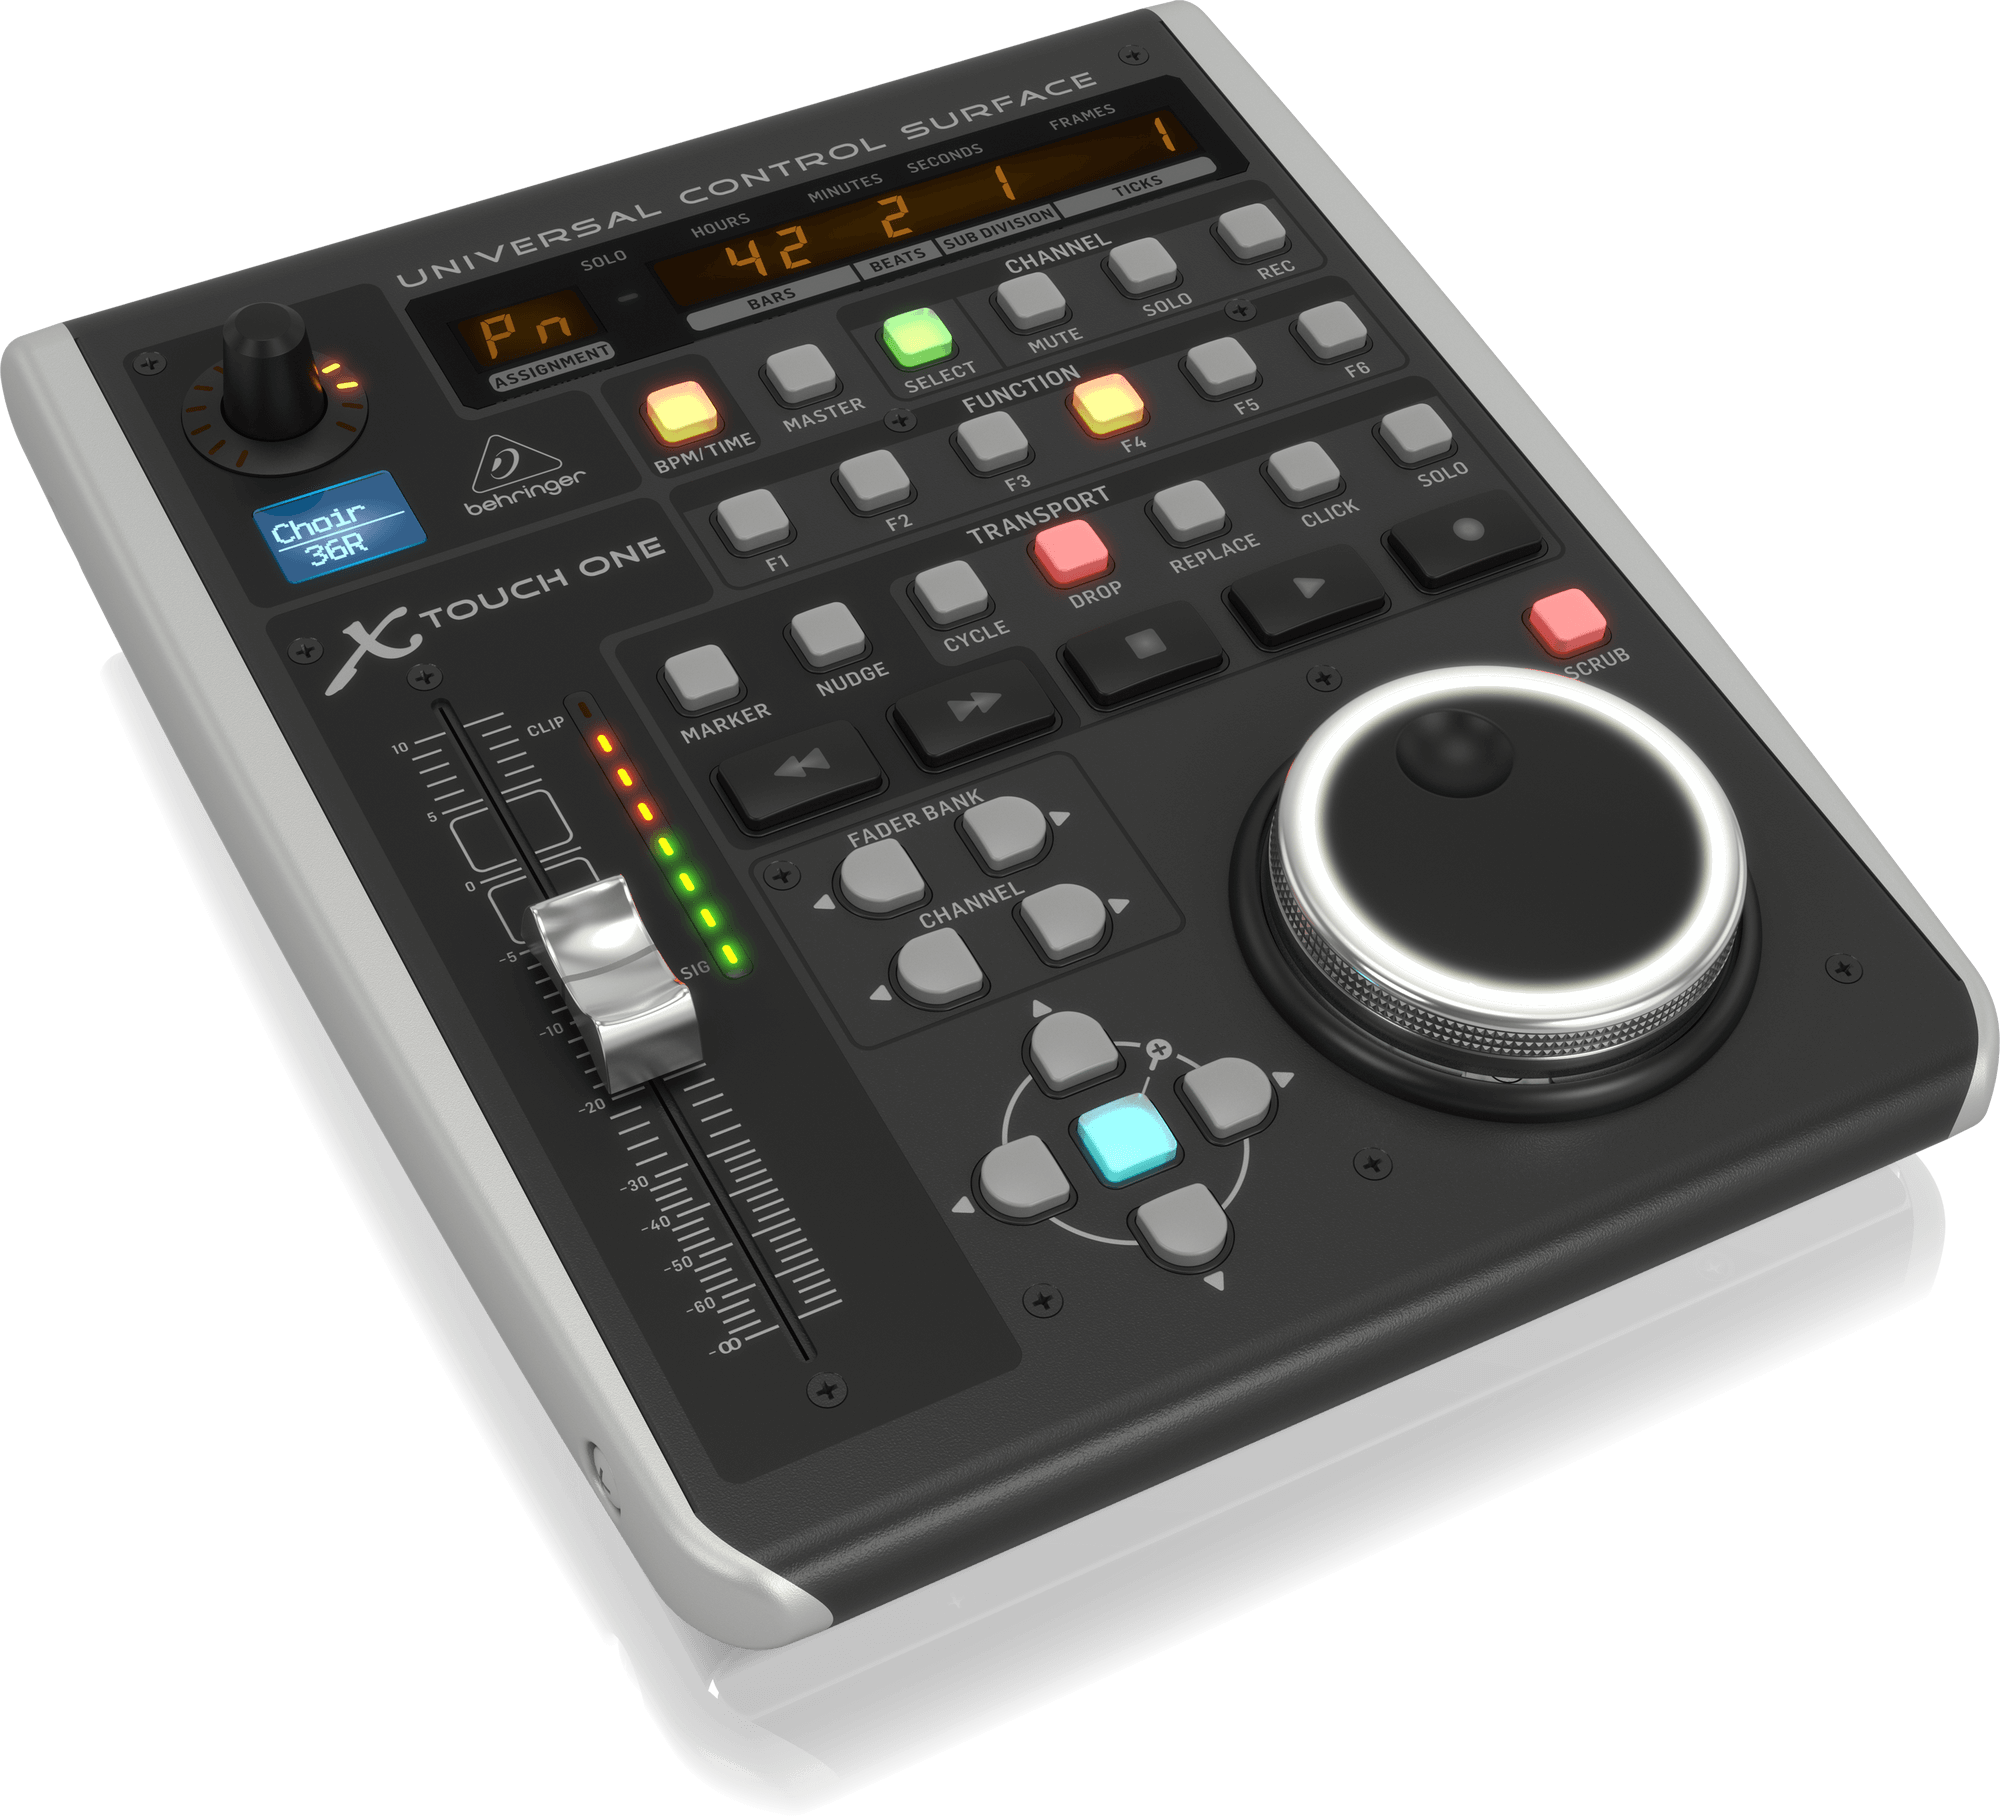 UNIVERSAL CONTROL SURFACE
SOLO
HOURS
MINUTES
SECONDS
FRAMES
Pn
42 2 1 1
ASSIGNMENT
BARS
BEATS
SUB DIVISION
TICKS
BPM/TIME
MASTER
SELECT
CHANNEL
MUTE
SOLO
REC
Choir
36R
behringer
X TOUCH ONE
FUNCTION
F1
F2
F3
F4
F5
F6
TRANSPORT
MARKER
NUDGE
CYCLE
DROP
REPLACE
CLICK
SOLO
SCRUB
CLIP
SIG
10
5
0
-5
-10
-20
-30
-40
-50
-60
-∞
FADER BANK
CHANNEL